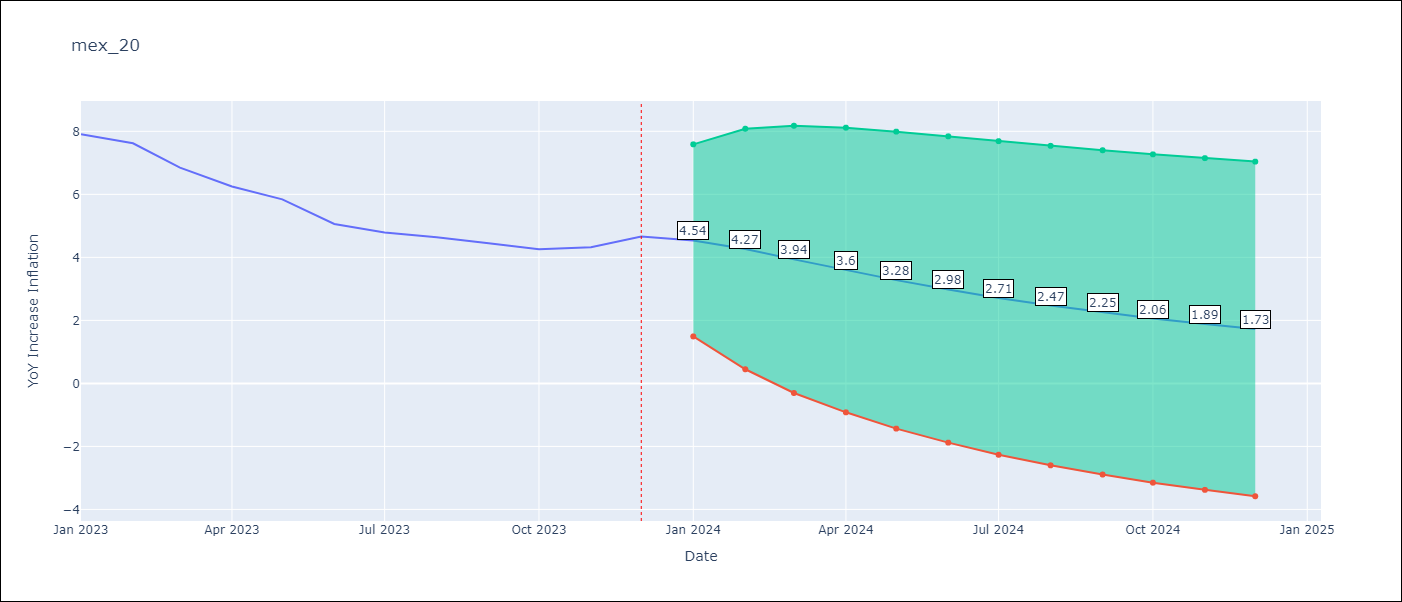 mex_20
8
6
4
2
0
−2
−4
YoY Increase Inflation
4.54
4.27
3.94
3.6
3.28
2.98
2.71
2.47
2.25
2.06
1.89
1.73
Jan 2023
Apr 2023
Jul 2023
Oct 2023
Jan 2024
Apr 2024
Jul 2024
Oct 2024
Jan 2025
Date